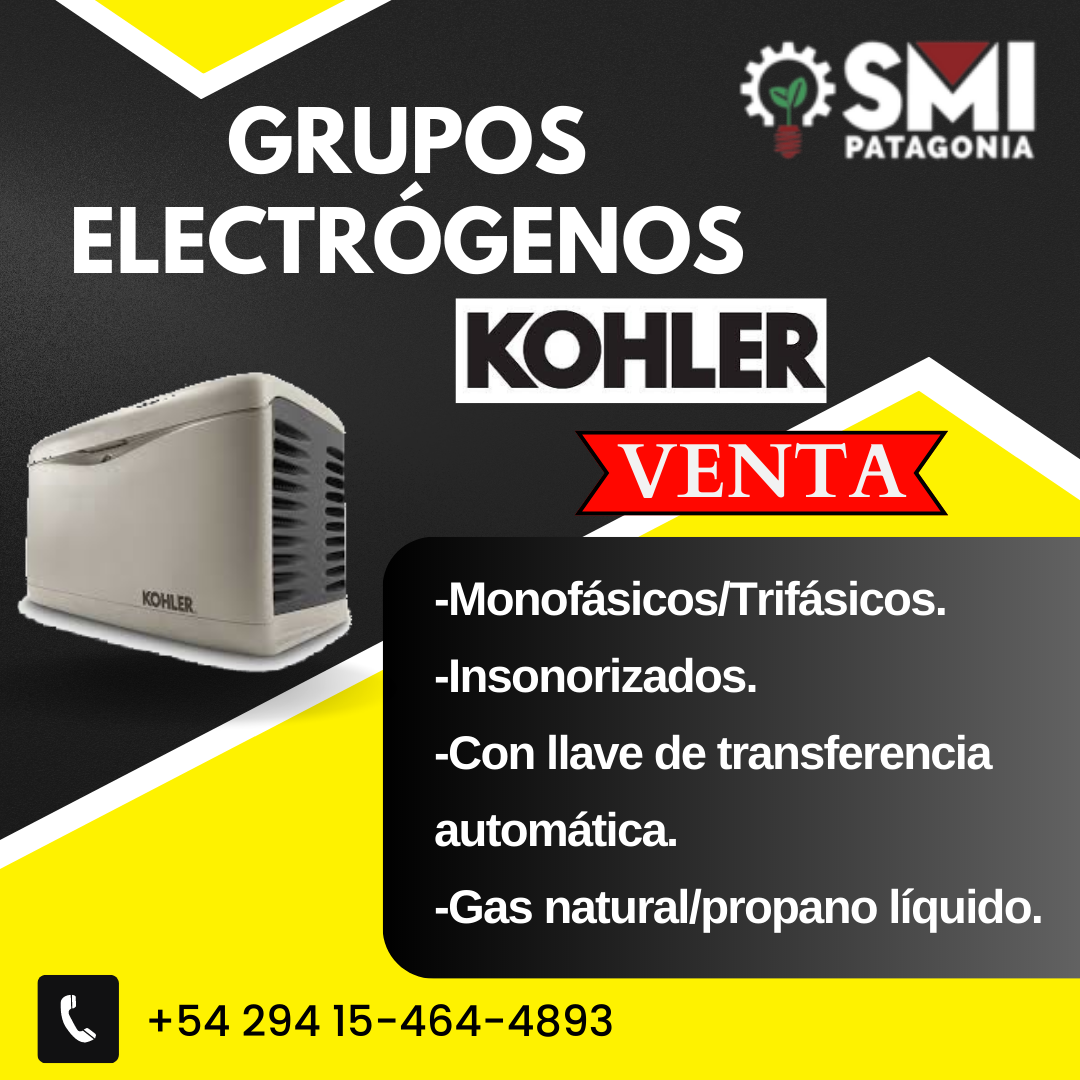 SMI
PATAGONIA
GRUPOS
ELECTRÓGENOS
KOHLER
VENTA
KOHLER
-Monofásicos/Trifásicos.
-Insonorizados.
-Con llave de transferencia
automática.
-Gas natural/propano líquido.
+54 294 15-464-4893